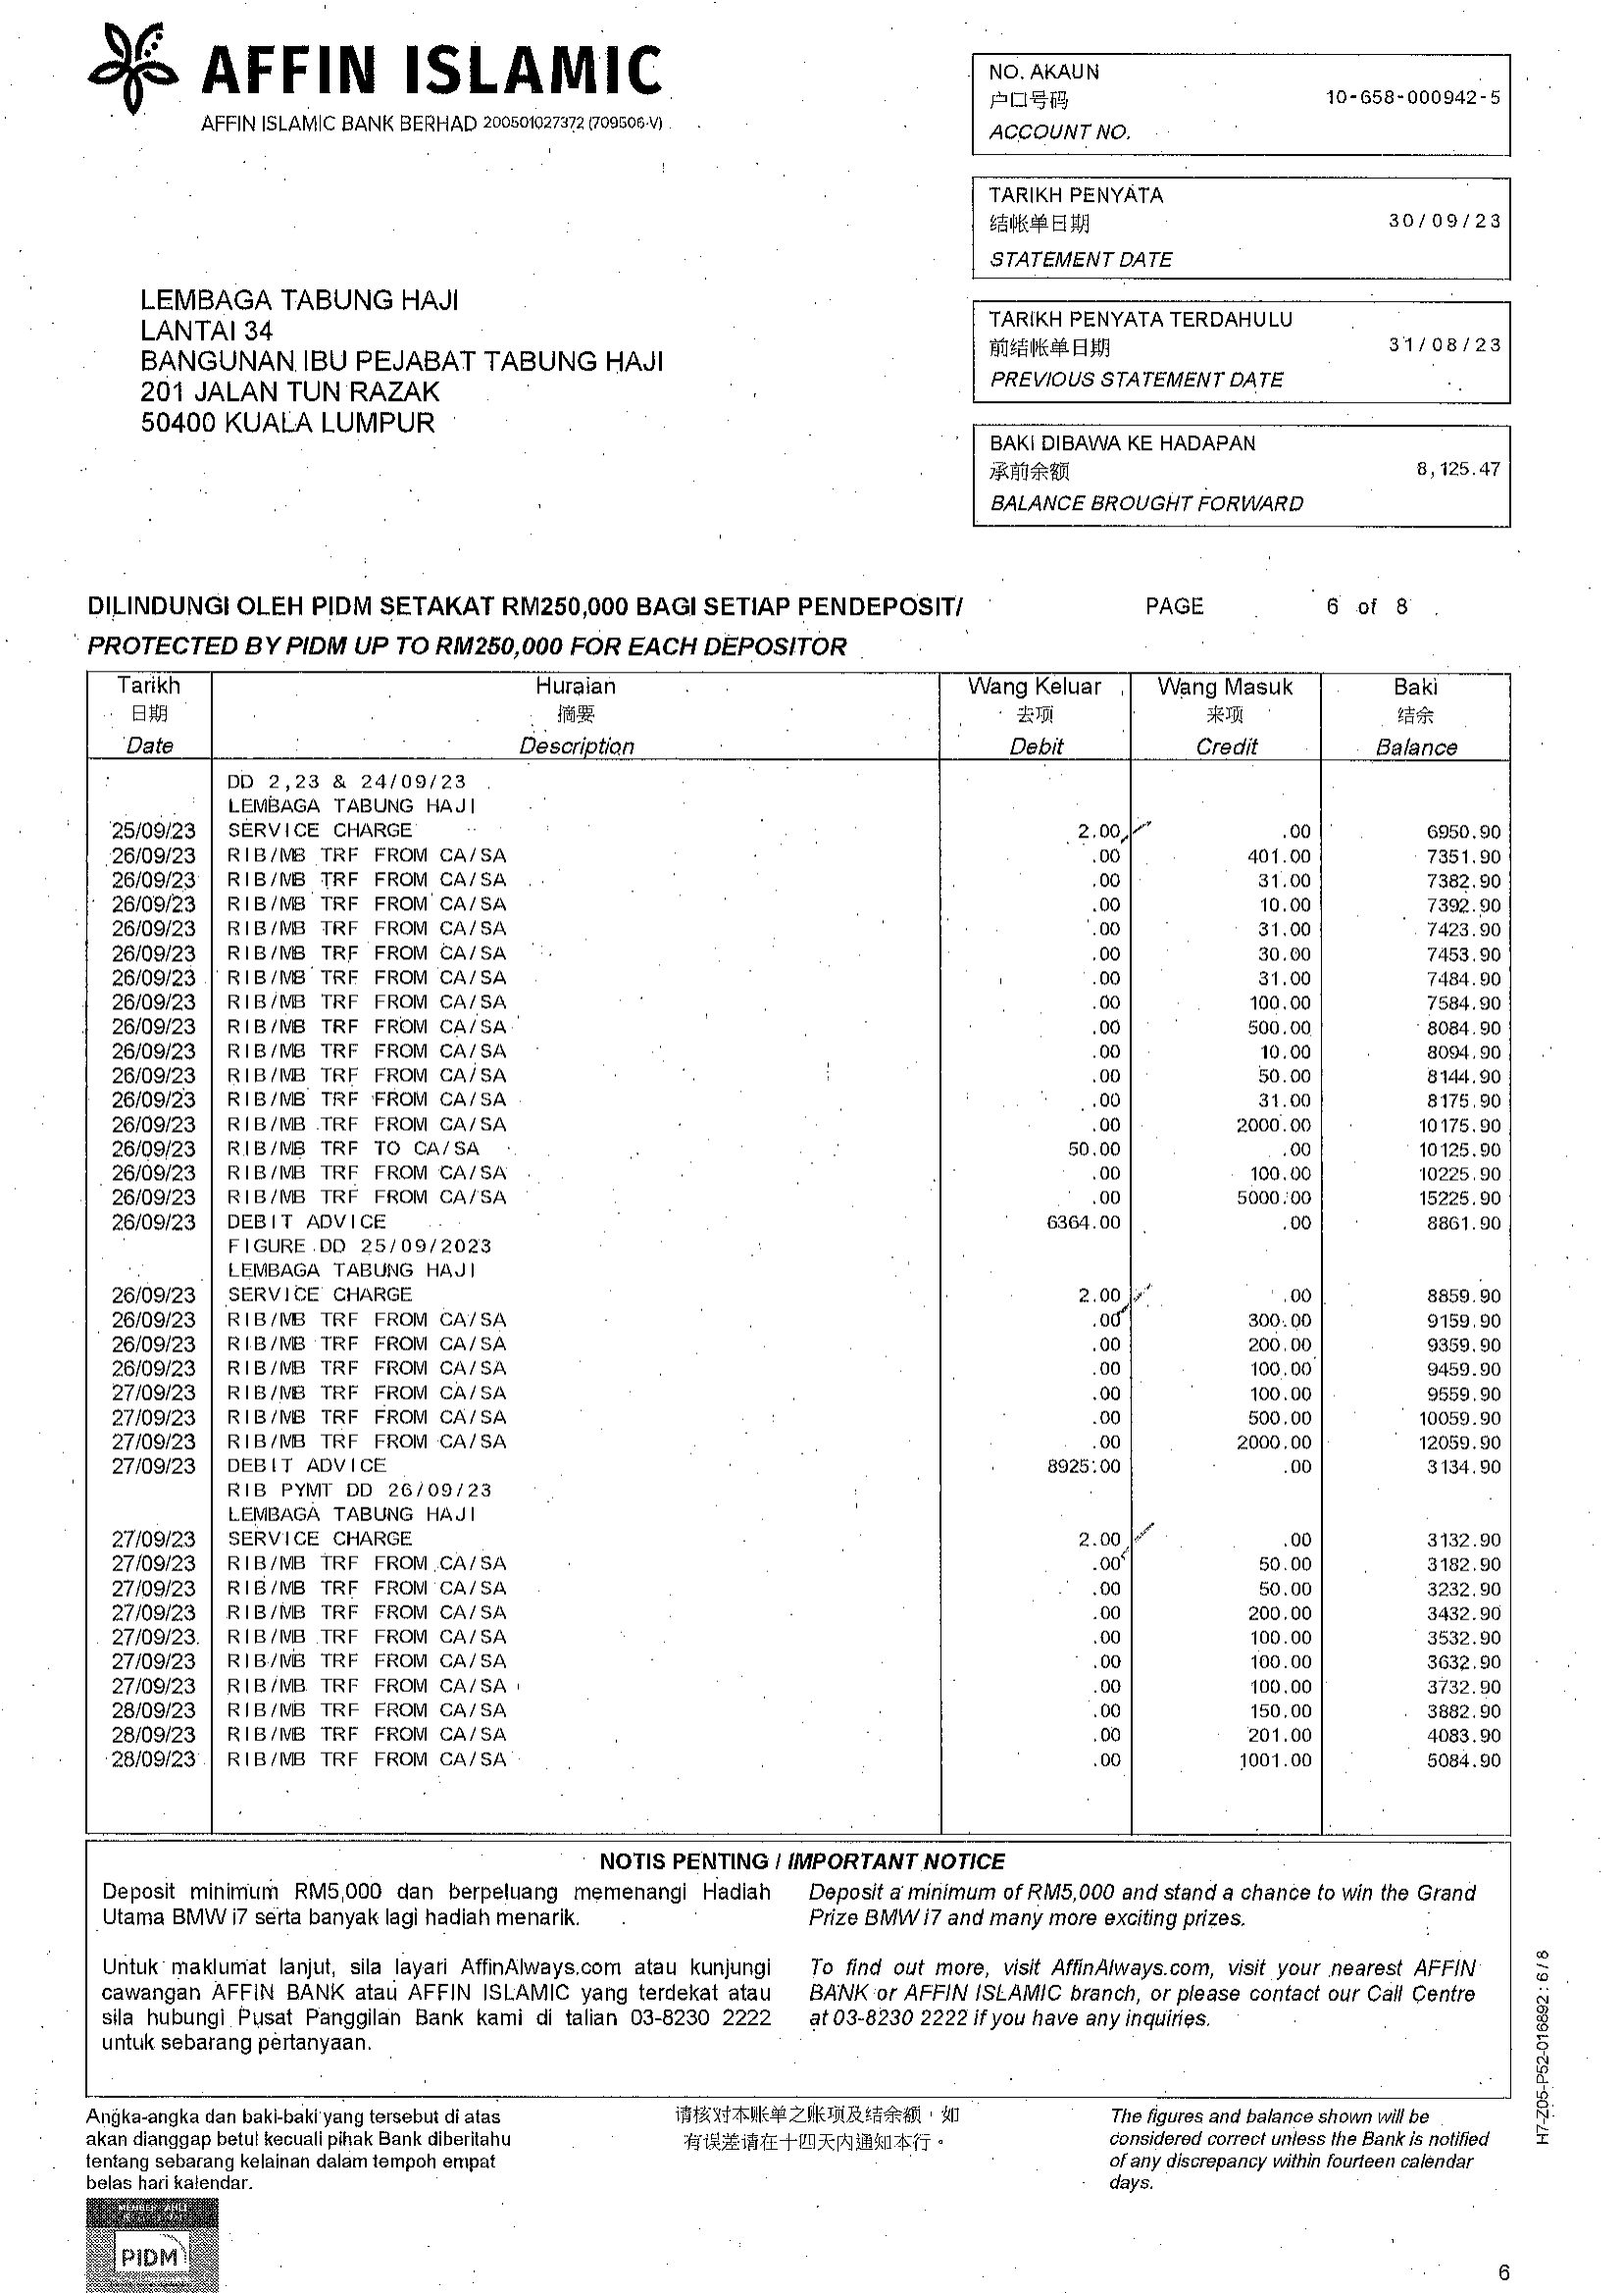 AFFIN ISLAMIC
AFFIN ISLAMIC BANK BERHAD 200501027372 (709506-V)
NO. AKAUN
户口号码 10-658-000942-5
ACCOUNT NO.
TARIKH PENYATA
结帐单日期 30/09/23
STATEMENT DATE
LEMBAGA TABUNG HAJI
LANTAI 34
BANGUNAN IBU PEJABAT TABUNG HAJI
201 JALAN TUN RAZAK
50400 KUALA LUMPUR
TARIKH PENYATA TERDAHULU
前结帐单日期 31/08/23
PREVIOUS STATEMENT DATE
BAKI DIBAWA KE HADAPAN
承前余额 8,125.47
BALANCE BROUGHT FORWARD
DILINDUNGI OLEH PIDM SETAKAT RM250,000 BAGI SETIAP PENDEPOSIT/ PAGE 6 of 8
PROTECTED BY PIDM UP TO RM250,000 FOR EACH DEPOSITOR
Tarikh Huraian Wang Keluar Wang Masuk Baki
日期 摘要 去项 来项 结余
Date Description Debit Credit Balance
DD 2,23 & 24/09/23
LEMBAGA TABUNG HAJI
25/09/23 SERVICE CHARGE 2.00 .00 6950.90
26/09/23 RIB/MB TRF FROM CA/SA .00 401.00 7351.90
26/09/23 RIB/MB TRF FROM CA/SA .00 31.00 7382.90
26/09/23 RIB/MB TRF FROM CA/SA .00 10.00 7392.90
26/09/23 RIB/MB TRF FROM CA/SA .00 31.00 7423.90
26/09/23 RIB/MB TRF FROM CA/SA .00 30.00 7453.90
26/09/23 RIB/MB TRF FROM CA/SA .00 31.00 7484.90
26/09/23 RIB/MB TRF FROM CA/SA .00 100.00 7584.90
26/09/23 RIB/MB TRF FROM CA/SA .00 500.00 8084.90
26/09/23 RIB/MB TRF FROM CA/SA .00 10.00 8094.90
26/09/23 RIB/MB TRF FROM CA/SA .00 50.00 8144.90
26/09/23 RIB/MB TRF FROM CA/SA .00 31.00 8175.90
26/09/23 RIB/MB TRF FROM CA/SA .00 2000.00 10175.90
26/09/23 RIB/MB TRF TO CA/SA 50.00 .00 10125.90
26/09/23 RIB/MB TRF FROM CA/SA .00 100.00 10225.90
26/09/23 RIB/MB TRF FROM CA/SA .00 5000.00 15225.90
26/09/23 DEBIT ADVICE 6364.00 .00 8861.90
FIGURE DD 25/09/2023
LEMBAGA TABUNG HAJI
26/09/23 SERVICE CHARGE 2.00 .00 8859.90
26/09/23 RIB/MB TRF FROM CA/SA .00 300.00 9159.90
26/09/23 RIB/MB TRF FROM CA/SA .00 200.00 9359.90
26/09/23 RIB/MB TRF FROM CA/SA .00 100.00 9459.90
27/09/23 RIB/MB TRF FROM CA/SA .00 100.00 9559.90
27/09/23 RIB/MB TRF FROM CA/SA .00 500.00 10059.90
27/09/23 RIB/MB TRF FROM CA/SA .00 2000.00 12059.90
27/09/23 DEBIT ADVICE 8925.00 .00 3134.90
RIB PYMT DD 26/09/23
LEMBAGA TABUNG HAJI
27/09/23 SERVICE CHARGE 2.00 .00 3132.90
27/09/23 RIB/MB TRF FROM CA/SA .00 50.00 3182.90
27/09/23 RIB/MB TRF FROM CA/SA .00 50.00 3232.90
27/09/23 RIB/MB TRF FROM CA/SA .00 200.00 3432.90
27/09/23 RIB/MB TRF FROM CA/SA .00 100.00 3532.90
27/09/23 RIB/MB TRF FROM CA/SA .00 100.00 3632.90
27/09/23 RIB/MB TRF FROM CA/SA .00 100.00 3732.90
28/09/23 RIB/MB TRF FROM CA/SA .00 150.00 3882.90
28/09/23 RIB/MB TRF FROM CA/SA .00 201.00 4083.90
28/09/23 RIB/MB TRF FROM CA/SA .00 1001.00 5084.90
NOTIS PENTING / IMPORTANT NOTICE
Deposit minimum RM5,000 dan berpeluang memenangi Hadiah
Utama BMW i7 serta banyak lagi hadiah menarik.
Untuk maklumat lanjut, sila layari AffinAlways.com atau kunjungi
cawangan AFFIN BANK atau AFFIN ISLAMIC yang terdekat atau
sila hubungi Pusat Panggilan Bank kami di talian 03-8230 2222
untuk sebarang pertanyaan.
Deposit a minimum of RM5,000 and stand a chance to win the Grand
Prize BMW i7 and many more exciting prizes.
To find out more, visit AffinAlways.com, visit your nearest AFFIN
BANK or AFFIN ISLAMIC branch, or please contact our Call Centre
at 03-8230 2222 if you have any inquiries.
H7-Z05-P52-016892 : 6 / 8
Angka-angka dan baki-baki yang tersebut di atas
akan dianggap betul kecuali pihak Bank diberitahu
tentang sebarang kelainan dalam tempoh empat
belas hari kalendar.
请核对本账单之账项及结余额，如
有误差请在十四天内通知本行。
The figures and balance shown will be
considered correct unless the Bank is notified
of any discrepancy within fourteen calendar
days.
PIDM
6